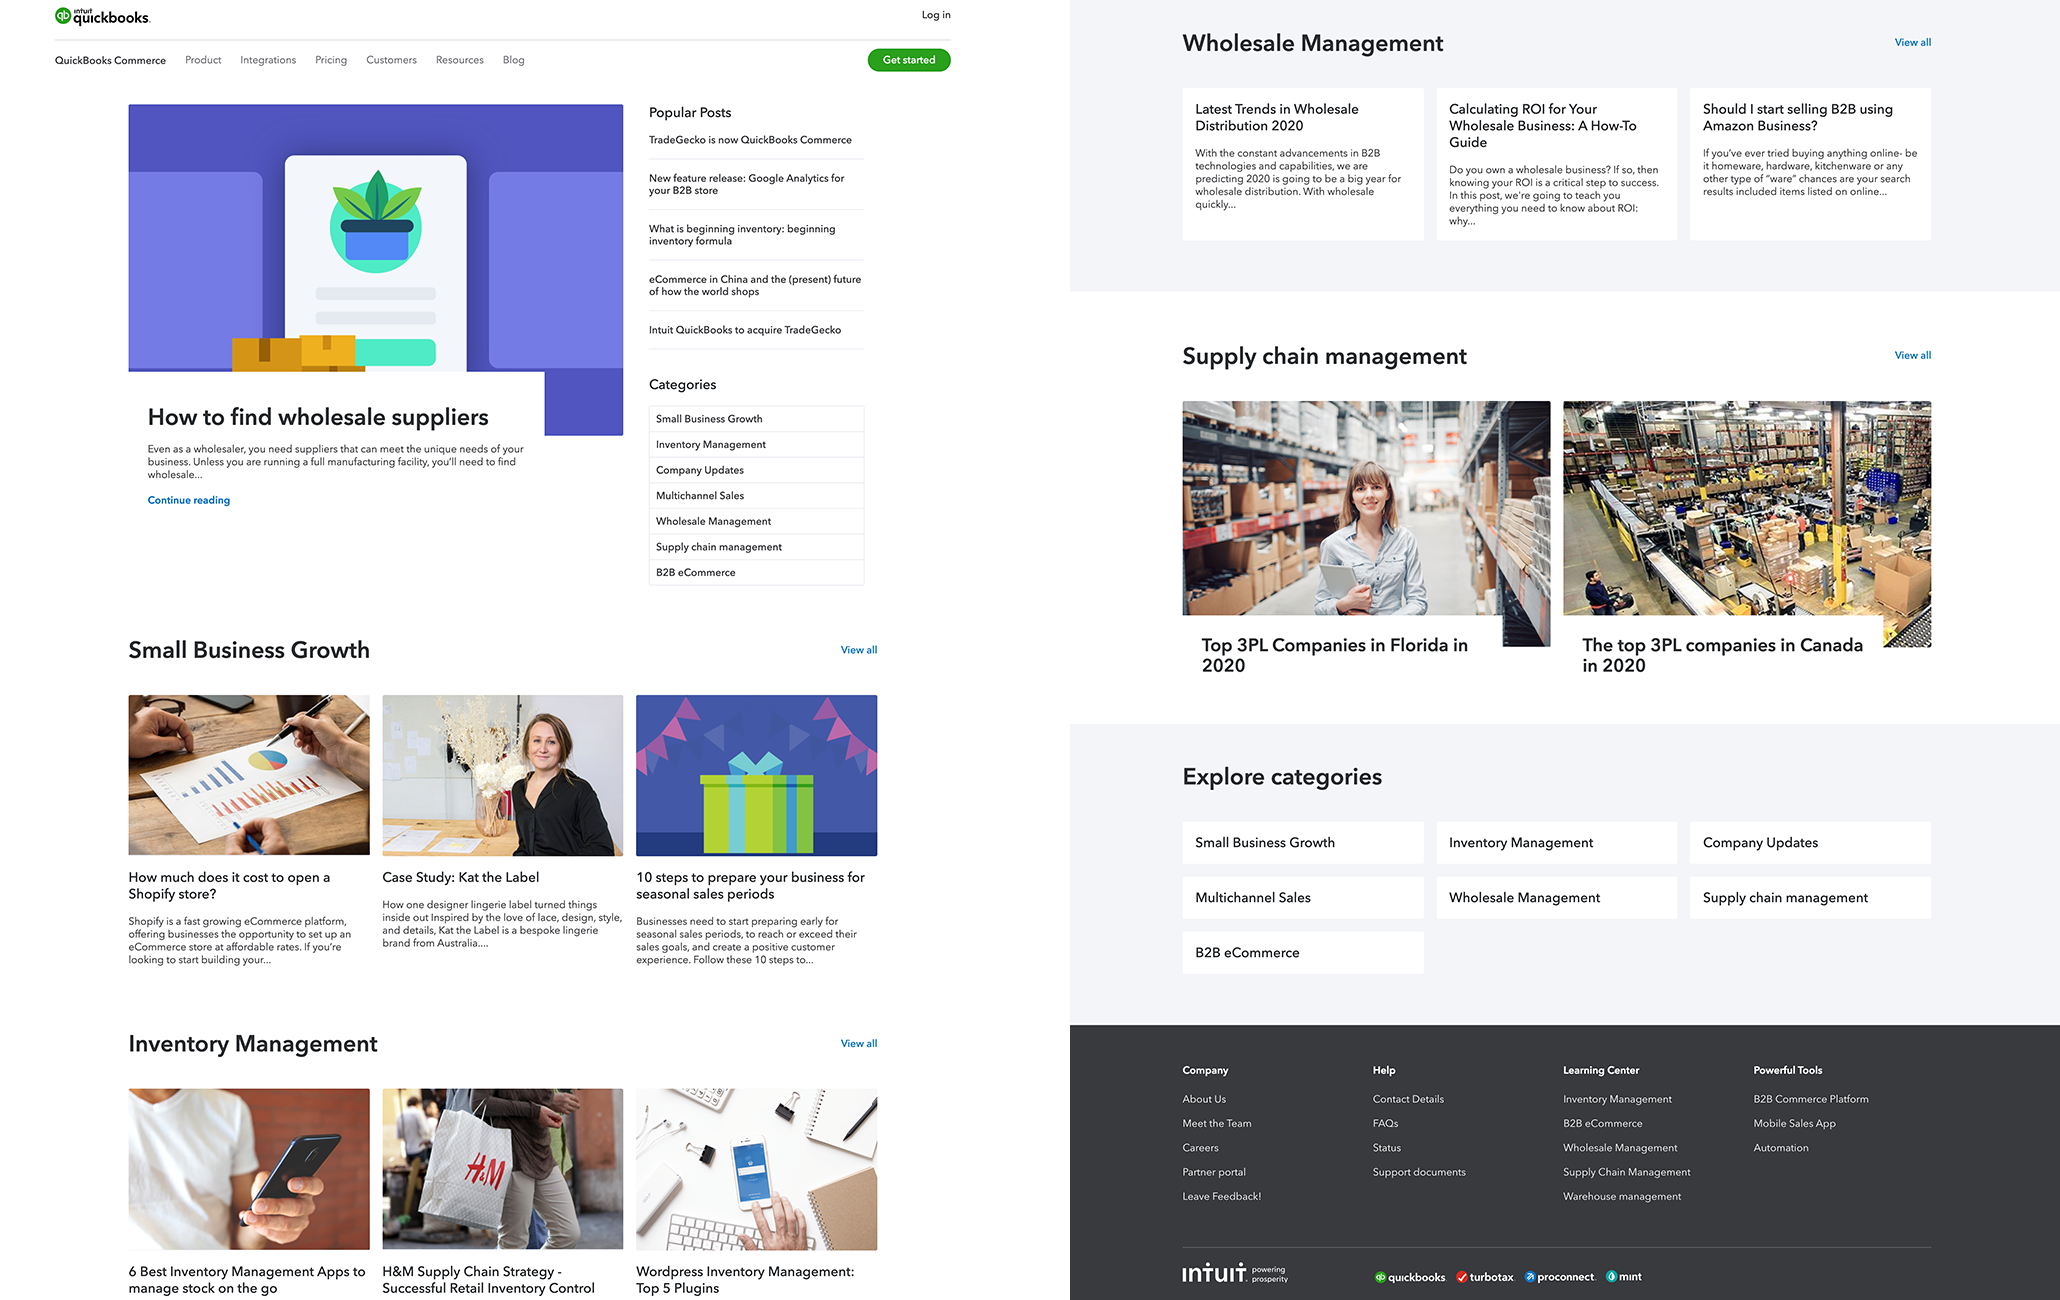 intuit
quickbooks.
Log in
QuickBooks Commerce Product Integrations Pricing Customers Resources Blog
Get started
How to find wholesale suppliers
Even as a wholesaler, you need suppliers that can meet the unique needs of your
business. Unless you are running a full manufacturing facility, you’ll need to find
wholesale...
Continue reading
Popular Posts
TradeGecko is now QuickBooks Commerce
New feature release: Google Analytics for
your B2B store
What is beginning inventory: beginning
inventory formula
eCommerce in China and the (present) future
of how the world shops
Intuit QuickBooks to acquire TradeGecko
Categories
Small Business Growth
Inventory Management
Company Updates
Multichannel Sales
Wholesale Management
Supply chain management
B2B eCommerce
Small Business Growth
View all
How much does it cost to open a
Shopify store?
Shopify is a fast growing eCommerce platform,
offering businesses the opportunity to set up an
eCommerce store at affordable rates. If you’re
looking to start building your...
Case Study: Kat the Label
How one designer lingerie label turned things
inside out Inspired by the love of lace, design, style,
and details, Kat the Label is a bespoke lingerie
brand from Australia....
10 steps to prepare your business for
seasonal sales periods
Businesses need to start preparing early for
seasonal sales periods, to reach or exceed their
sales goals, and create a positive customer
experience. Follow these 10 steps to...
Inventory Management
View all
H&M
6 Best Inventory Management Apps to
manage stock on the go
H&M Supply Chain Strategy -
Successful Retail Inventory Control
Wordpress Inventory Management:
Top 5 Plugins
Wholesale Management
View all
Latest Trends in Wholesale
Distribution 2020
With the constant advancements in B2B
technologies and capabilities, we are
predicting 2020 is going to be a big year for
wholesale distribution. With wholesale
quickly...
Calculating ROI for Your
Wholesale Business: A How-To
Guide
Do you own a wholesale business? If so, then
knowing your ROI is a critical step to success.
In this post, we're going to teach you
everything you need to know about ROI:
why...
Should I start selling B2B using
Amazon Business?
If you’ve ever tried buying anything online- be
it homeware, hardware, kitchenware or any
other type of “ware” chances are your search
results included items listed on online...
Supply chain management
View all
Top 3PL Companies in Florida in
2020
The top 3PL companies in Canada
in 2020
Explore categories
Small Business Growth
Inventory Management
Company Updates
Multichannel Sales
Wholesale Management
Supply chain management
B2B eCommerce
Company
About Us
Meet the Team
Careers
Partner portal
Leave Feedback!
Help
Contact Details
FAQs
Status
Support documents
Learning Center
Inventory Management
B2B eCommerce
Wholesale Management
Supply Chain Management
Warehouse management
Powerful Tools
B2B Commerce Platform
Mobile Sales App
Automation
intuit.
powering
prosperity
quickbooks. turbotax. proconnect. mint